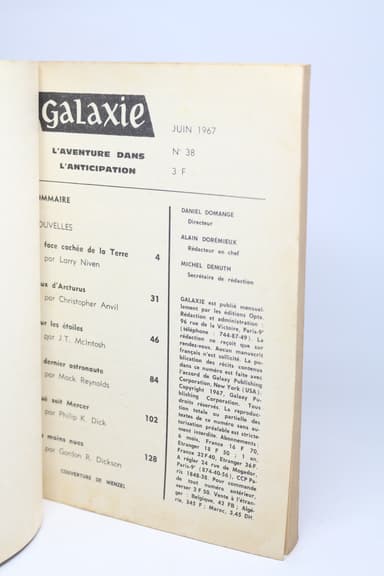 Galaxie
L'AVENTURE DANS
L'ANTICIPATION
JUIN 1967
N° 38
3 F
OMMAIRE
OUVELLES
face cachée de la Terre 4
par Larry Niven
ux d'Arcturus 31
par Christopher Anvil
ur les étoiles 46
par J.T. McIntosh
dernier astronaute 84
par Mack Reynolds
ui suit Mercer 102
par Philip K. Dick
mains nues 128
par Gordon R. Dickson
COUVERTURE DE WENZEL
DANIEL DOMANGE
Directeur
ALAIN DORÉMIEUX
Rédacteur en chef
MICHEL DEMUTH
Secrétaire de rédaction
GALAXIE est publié mensuel-
lement par les éditions Opta.
Rédaction et administration :
96 rue de la Victoire, Paris-9e
(téléphone : 744-87-49). La
rédaction ne reçoit que sur
rendez-vous. Aucun manuscrit
français n'est sollicité. La pu-
blication des récits contenus
dans ce numéro est faite avec
l'accord de Galaxy Publishing
Corporation, New York (USA).
Copyright 1967, Galaxy Pu-
blishing Corporation. Tous
droits réservés. La reproduc-
tion totale ou partielle des
textes de ce numéro sans au-
torisation préalable est stricte-
ment interdite. Abonnements :
6 mois, France 16 F 70,
Etranger 18 F 50 ; 1 an,
France 32 F 40, Etranger 36 F.
A régler 24 rue de Mogador,
Paris-9e (874-40-56), CCP Pa-
ris 1848-38. Pour commande
de tout numéro antérieur,
verser 3 F 50. Vente à l'étran-
ger : Belgique, 42 FB ; Algé-
rie, 345 F ; Maroc, 3,45 DH